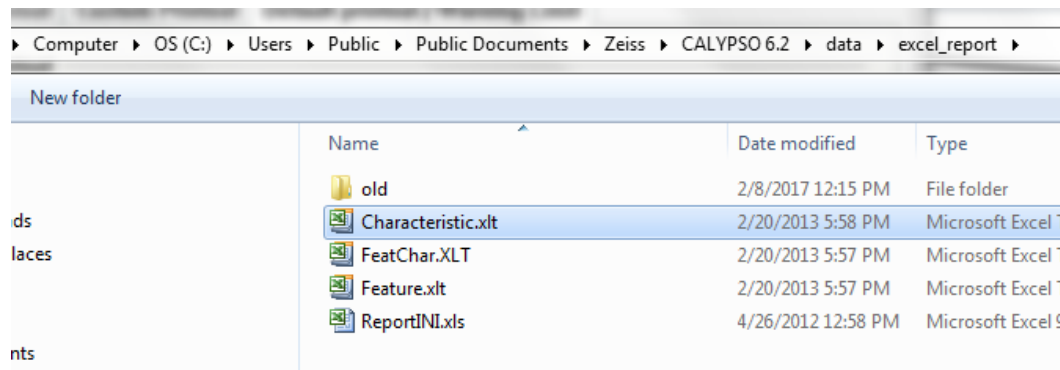 Computer ▸ OS (C:) ▸ Users ▸ Public ▸ Public Documents ▸ Zeiss ▸ CALYPSO 6.2 ▸ data ▸ excel_report ▸
New folder
Name Date modified Type
old 2/8/2017 12:15 PM File folder
Characteristic.xlt 2/20/2013 5:58 PM Microsoft Excel
FeatChar.XLT 2/20/2013 5:57 PM Microsoft Excel
Feature.xlt 2/20/2013 5:57 PM Microsoft Excel
ReportINI.xls 4/26/2012 12:58 PM Microsoft Excel 9